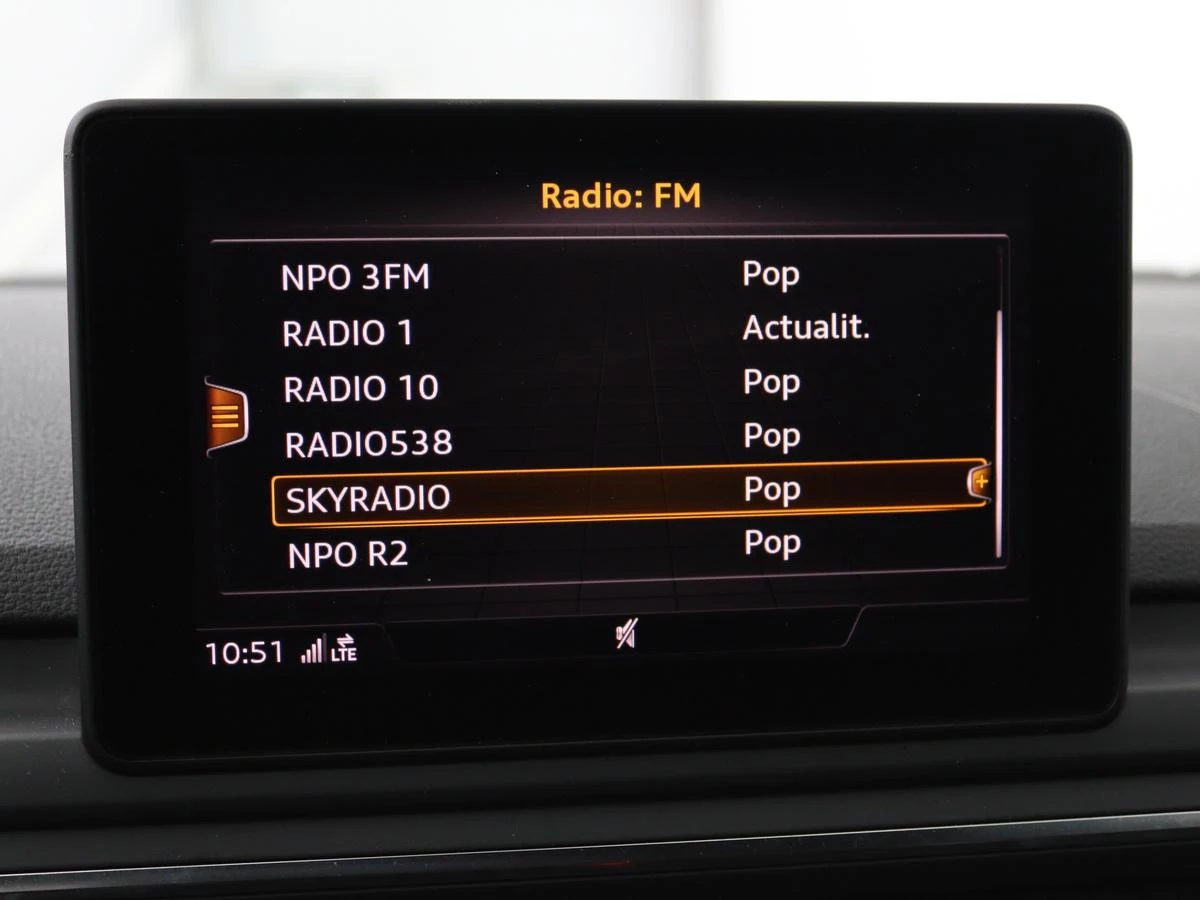 Radio: FM
NPO 3FM Pop
RADIO 1 Actualit.
RADIO 10 Pop
RADIO538 Pop
SKYRADIO Pop
NPO R2 Pop
10:51 LTE